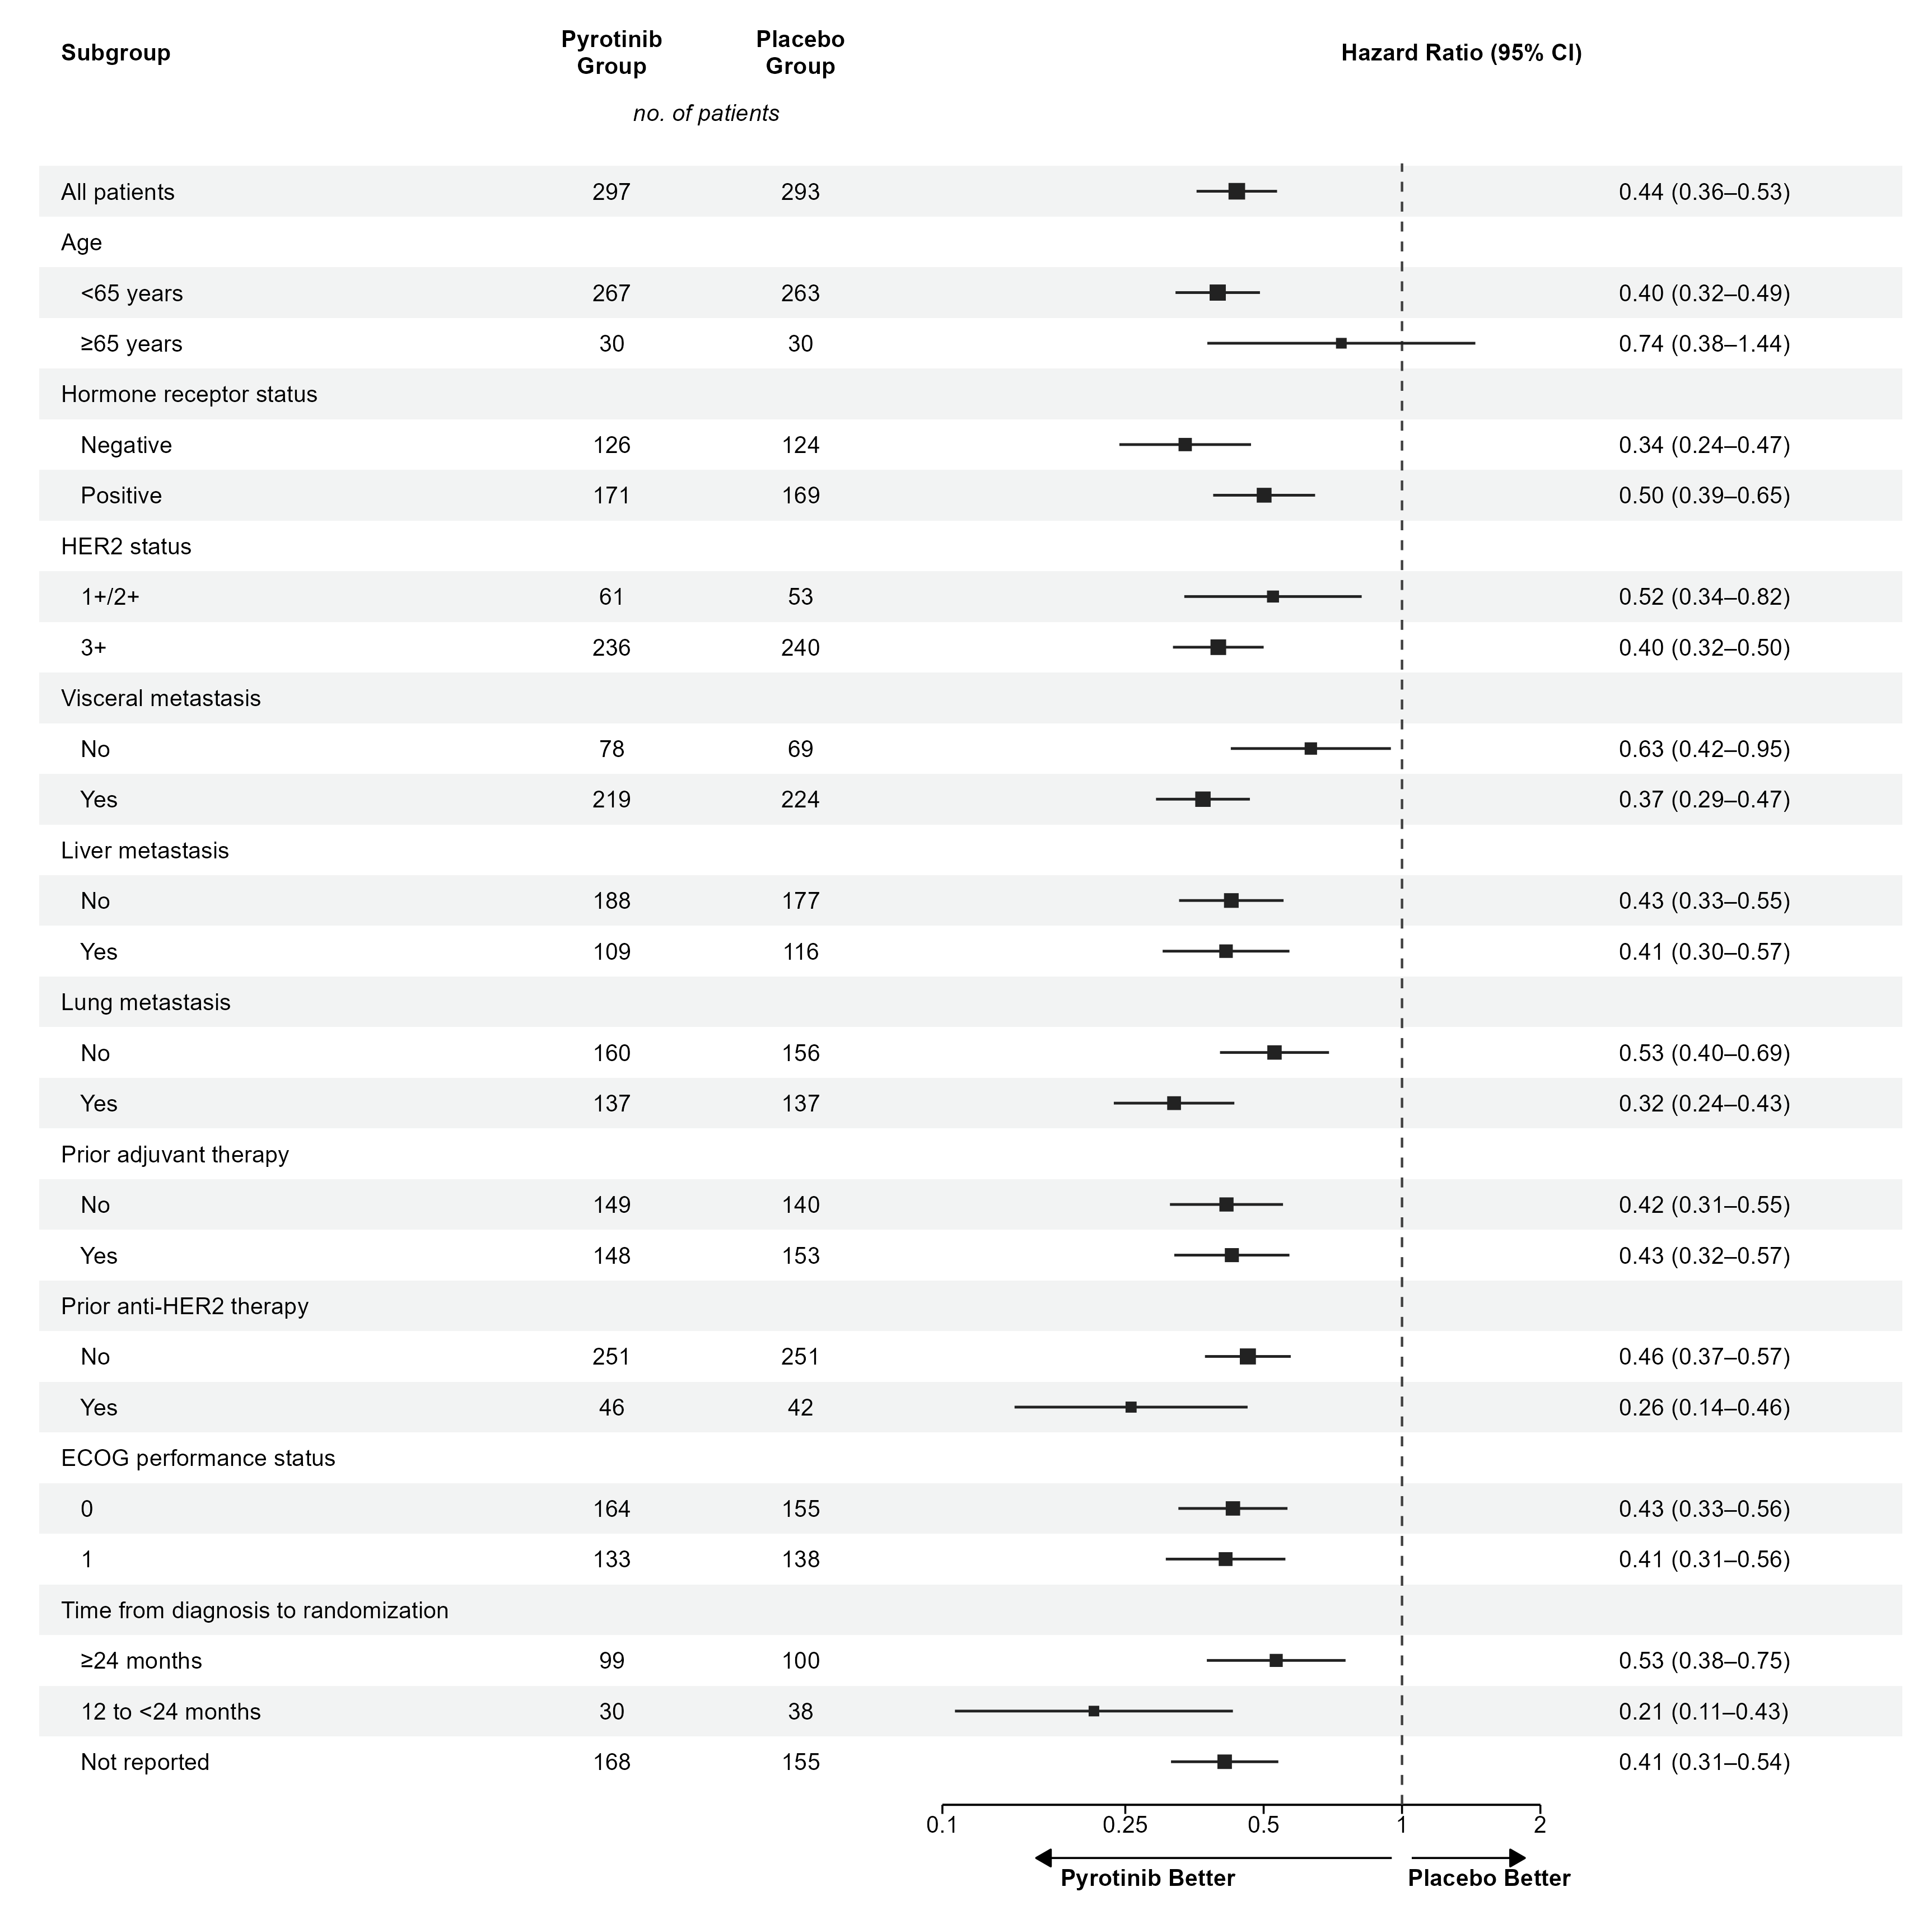 Subgroup Pyrotinib Group Placebo Group Hazard Ratio (95% CI)
no. of patients
All patients 297 293 0.44 (0.36–0.53)
Age
<65 years 267 263 0.40 (0.32–0.49)
≥65 years 30 30 0.74 (0.38–1.44)
Hormone receptor status
Negative 126 124 0.34 (0.24–0.47)
Positive 171 169 0.50 (0.39–0.65)
HER2 status
1+/2+ 61 53 0.52 (0.34–0.82)
3+ 236 240 0.40 (0.32–0.50)
Visceral metastasis
No 78 69 0.63 (0.42–0.95)
Yes 219 224 0.37 (0.29–0.47)
Liver metastasis
No 188 177 0.43 (0.33–0.55)
Yes 109 116 0.41 (0.30–0.57)
Lung metastasis
No 160 156 0.53 (0.40–0.69)
Yes 137 137 0.32 (0.24–0.43)
Prior adjuvant therapy
No 149 140 0.42 (0.31–0.55)
Yes 148 153 0.43 (0.32–0.57)
Prior anti-HER2 therapy
No 251 251 0.46 (0.37–0.57)
Yes 46 42 0.26 (0.14–0.46)
ECOG performance status
0 164 155 0.43 (0.33–0.56)
1 133 138 0.41 (0.31–0.56)
Time from diagnosis to randomization
≥24 months 99 100 0.53 (0.38–0.75)
12 to <24 months 30 38 0.21 (0.11–0.43)
Not reported 168 155 0.41 (0.31–0.54)
0.1 0.25 0.5 1 2
Pyrotinib Better Placebo Better